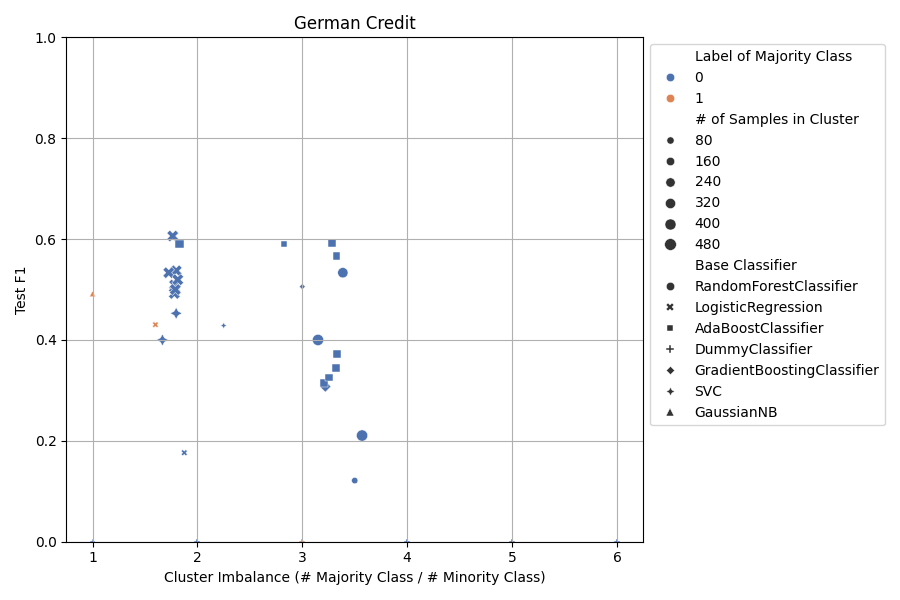 German Credit
1.0
0.8
0.6
0.4
0.2
0.0
Test F1
1
2
3
4
5
6
Cluster Imbalance (# Majority Class / # Minority Class)
Label of Majority Class
0
1
# of Samples in Cluster
80
160
240
320
400
480
Base Classifier
RandomForestClassifier
LogisticRegression
AdaBoostClassifier
DummyClassifier
GradientBoostingClassifier
SVC
GaussianNB